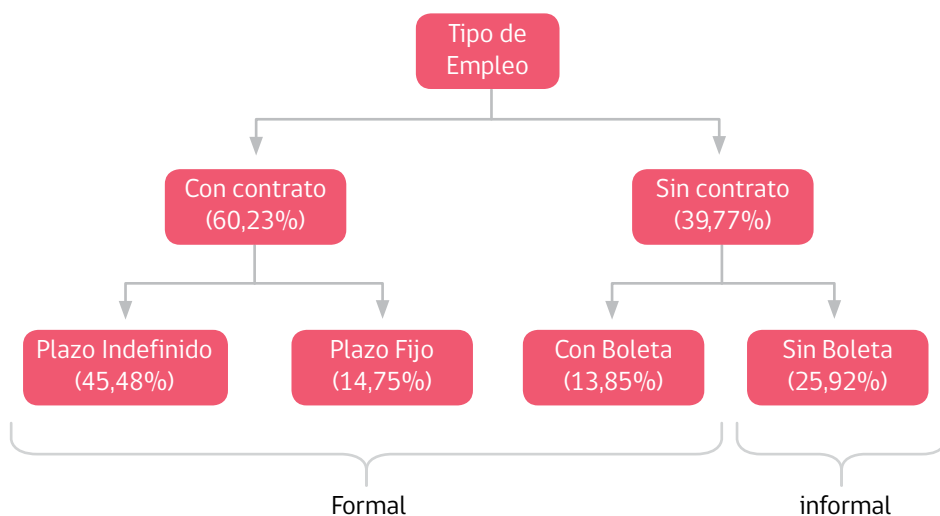 Tipo de
Empleo
Con contrato
(60,23%)
Sin contrato
(39,77%)
Plazo Indefinido
(45,48%)
Plazo Fijo
(14,75%)
Con Boleta
(13,85%)
Sin Boleta
(25,92%)
Formal
informal